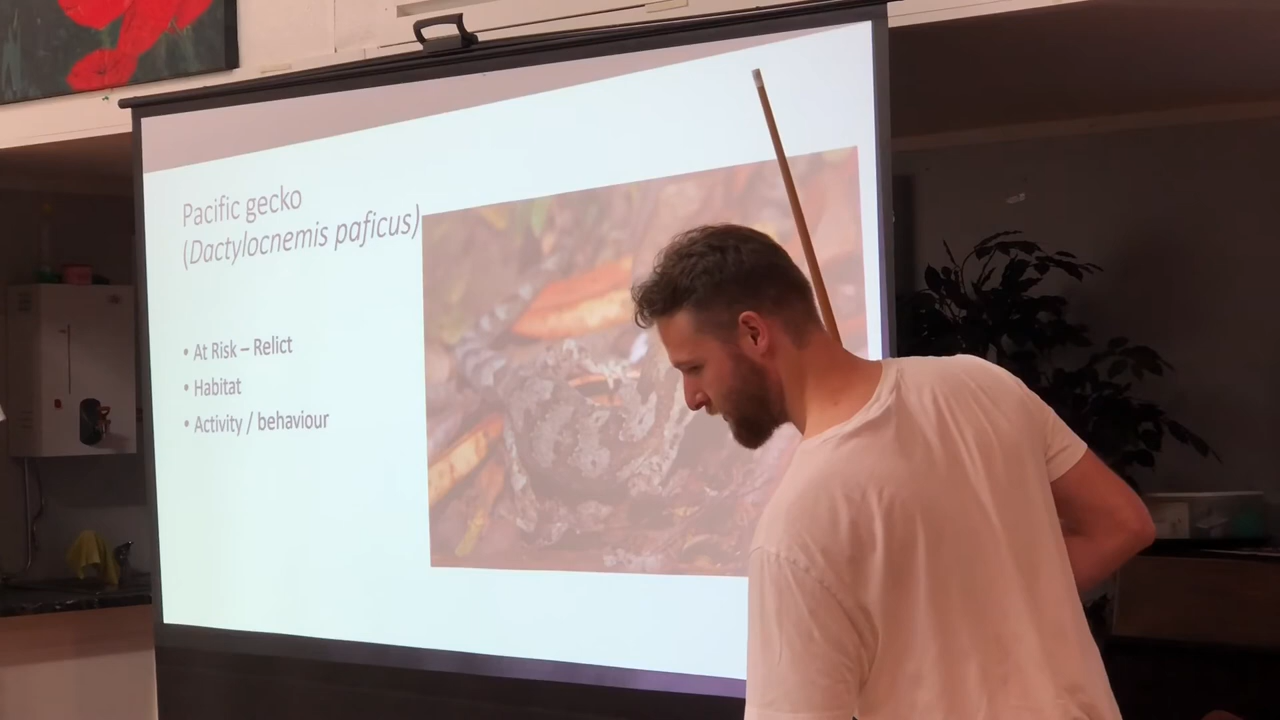 Pacific gecko
(Dactylocnemis paficus)
• At Risk – Relict
• Habitat
• Activity / behaviour